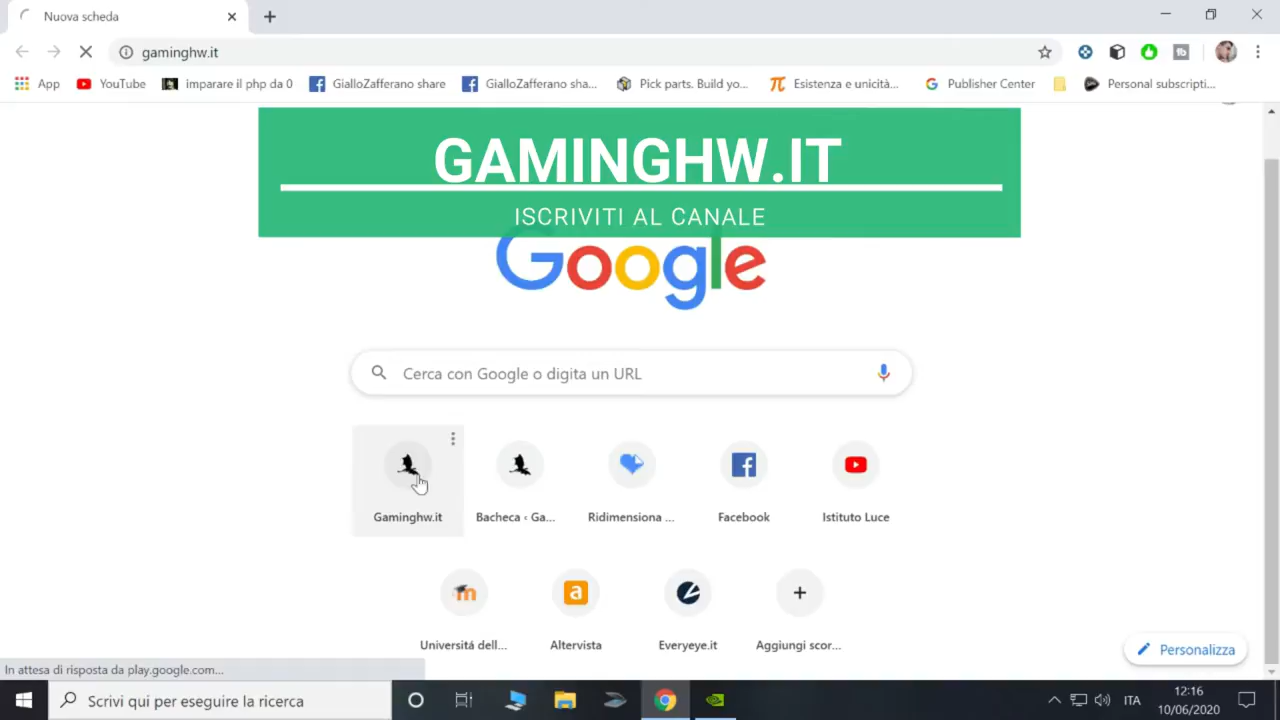 Nuova scheda
gaminghw.it
App YouTube imparare il php da 0 GialloZafferano share GialloZafferano sha... Pick parts. Build yo... Esistenza e unicità... Publisher Center Personal subscripti...
GAMINGHW.IT
ISCRIVITI AL CANALE
Google
Cerca con Google o digita un URL
Gaminghw.it Bacheca ‹ Ga... Ridimensiona ... Facebook Istituto Luce
Universitá dell... Altervista Everyeye.it Aggiungi scor...
Personalizza
In attesa di risposta da play.google.com...
Scrivi qui per eseguire la ricerca
ITA
12:16
10/06/2020